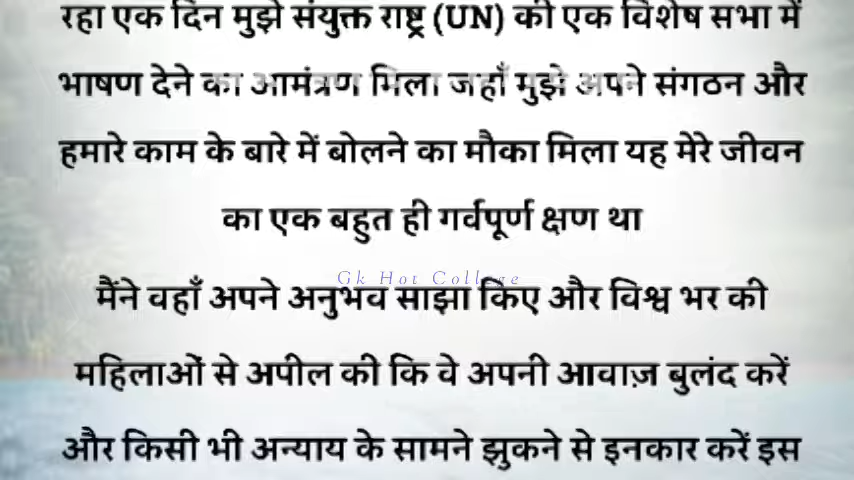 रहा एक दिन मुझे संयुक्त राष्ट्र (UN) की एक विशेष सभा में
भाषण देने का आमंत्रण मिला जहाँ मुझे अपने संगठन और
हमारे काम के बारे में बोलने का मौका मिला यह मेरे जीवन
का एक बहुत ही गर्वपूर्ण क्षण था
Gk Hot College
मैंने वहाँ अपने अनुभव साझा किए और विश्व भर की
महिलाओं से अपील की कि वे अपनी आवाज़ बुलंद करें
और किसी भी अन्याय के सामने झुकने से इनकार करें इस